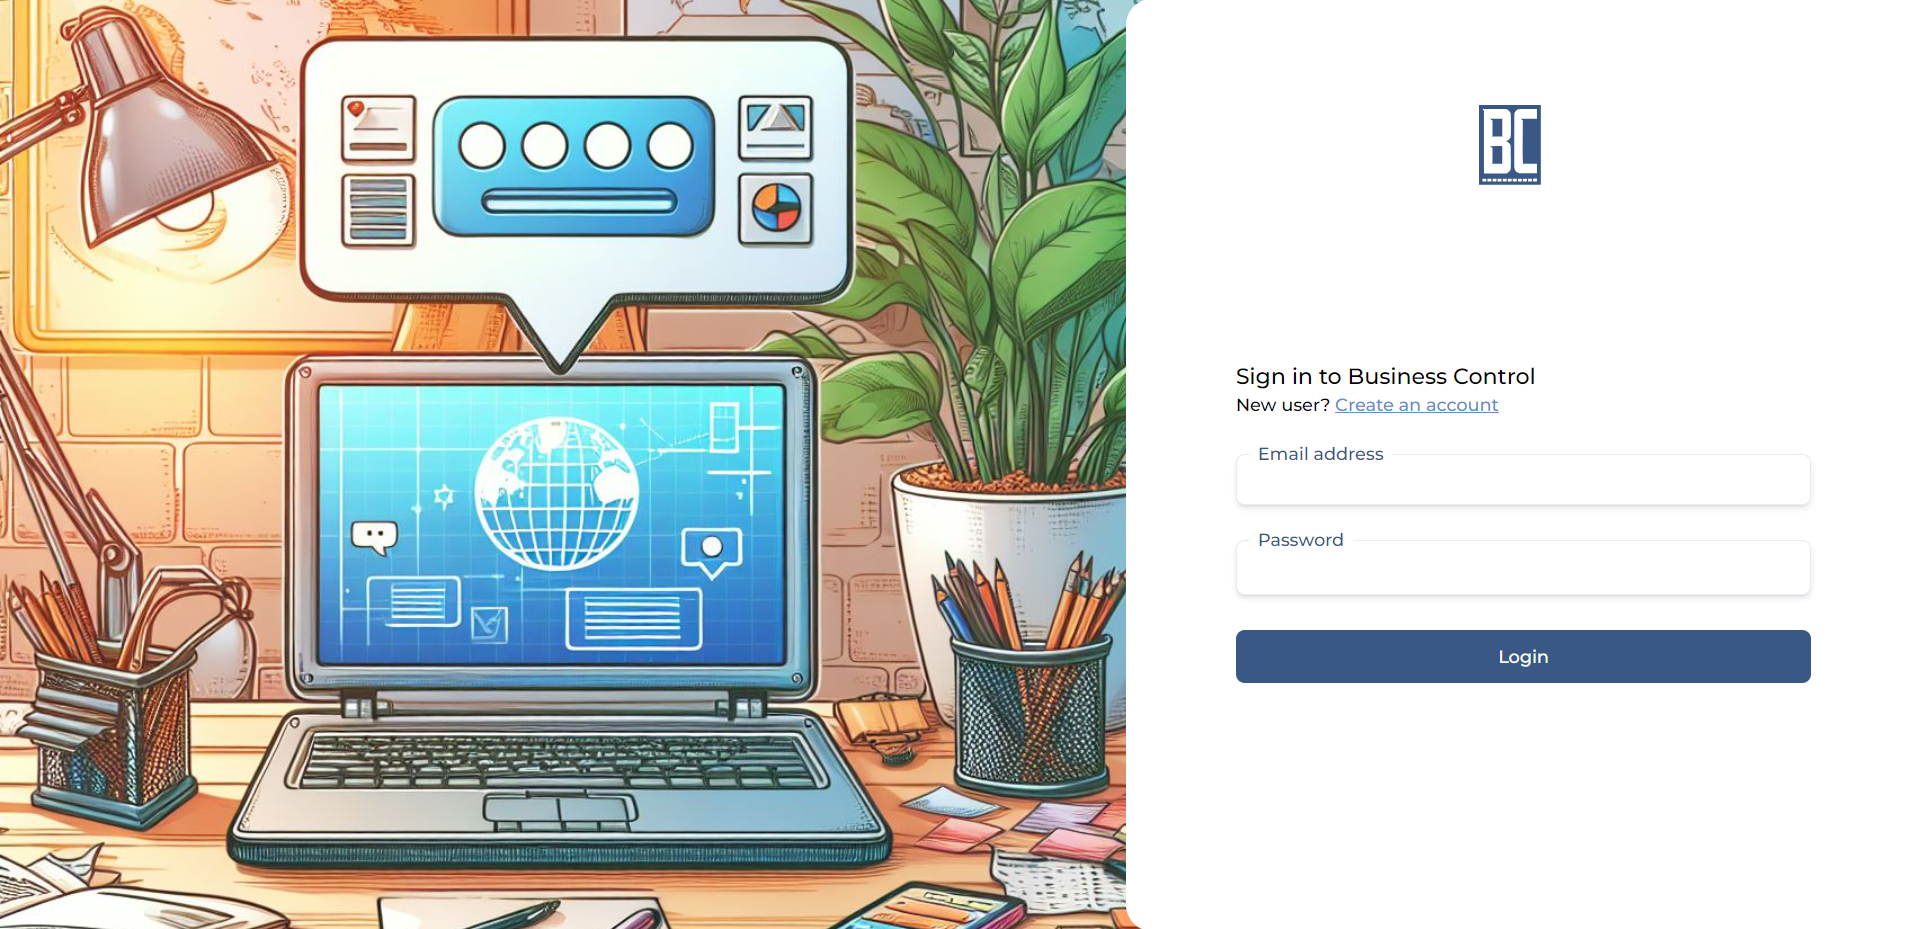 BC
Sign in to Business Control
New user? Create an account
Email address
Password
Login